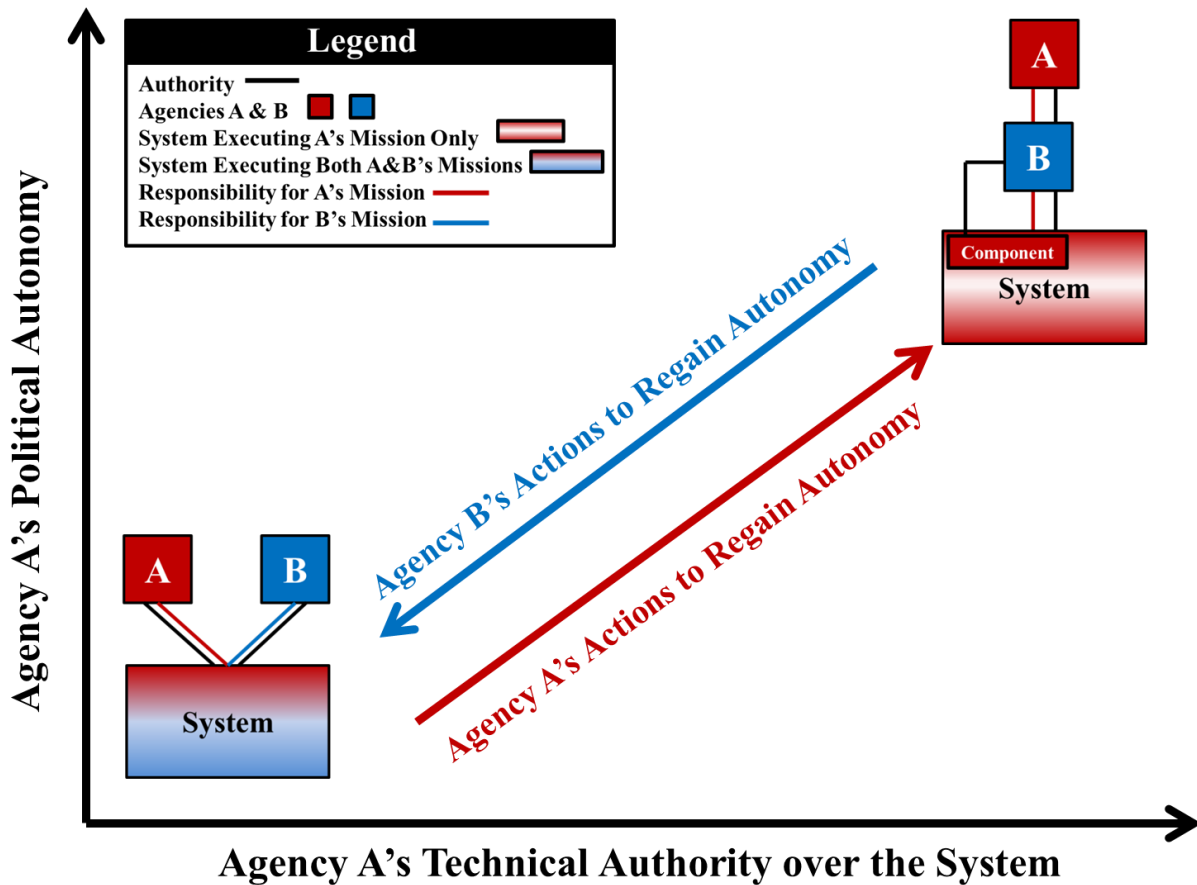 Legend
Authority
Agencies A & B
System Executing A's Mission Only
System Executing Both A&B's Missions
Responsibility for A's Mission
Responsibility for B's Mission
A
B
Component
System
Agency B's Actions to Regain Autonomy
Agency A's Actions to Regain Autonomy
A
B
System
Agency A's Political Autonomy
Agency A's Technical Authority over the System